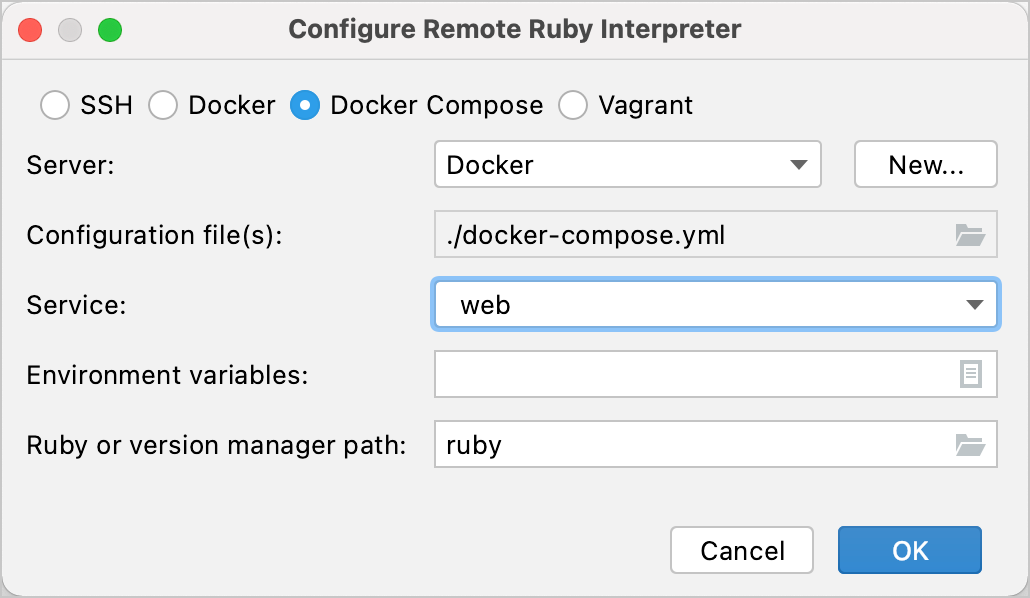 Configure Remote Ruby Interpreter
SSH Docker Docker Compose Vagrant
Server: Docker New...
Configuration file(s): ./docker-compose.yml
Service: web
Environment variables:
Ruby or version manager path: ruby
Cancel OK